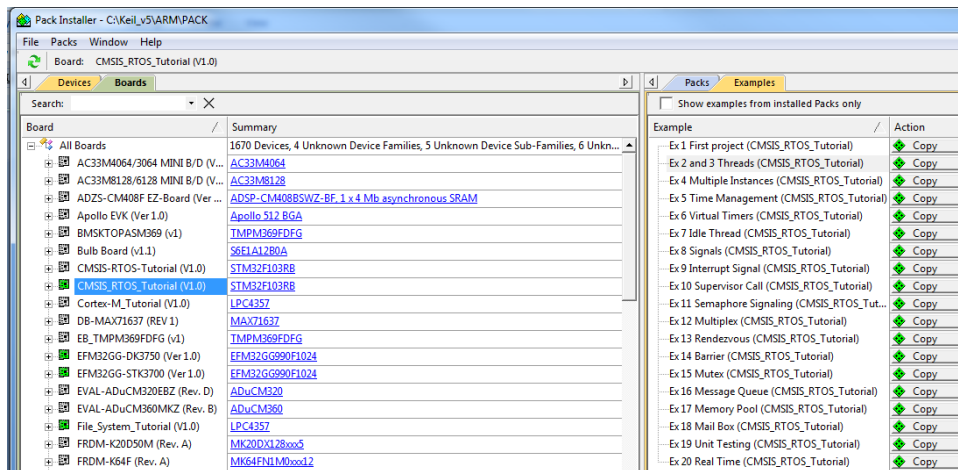 Pack Installer - C:\Keil_v5\ARM\PACK
File Packs Window Help
Board: CMSIS_RTOS_Tutorial (V1.0)
Devices Boards
Search:
Board Summary
All Boards 1670 Devices, 4 Unknown Device Families, 5 Unknown Device Sub-Families, 6 Unkn...
AC33M4064/3064 MINI B/D (V... AC33M4064
AC33M8128/6128 MINI B/D (V... AC33M8128
ADZS-CM408F EZ-Board (Ver ... ADSP-CM408BSWZ-BF, 1 x 4 Mb asynchronous SRAM
Apollo EVK (Ver 1.0) Apollo 512 BGA
BMSKTOPASM369 (v1) TMPM369FDFG
Bulb Board (v1.1) S6E1A12B0A
CMSIS-RTOS-Tutorial (V1.0) STM32F103RB
CMSIS_RTOS_Tutorial (V1.0) STM32F103RB
Cortex-M_Tutorial (V1.0) LPC4357
DB-MAX71637 (REV 1) MAX71637
EB_TMPM369FDFG (v1) TMPM369FDFG
EFM32GG-DK3750 (Ver 1.0) EFM32GG990F1024
EFM32GG-STK3700 (Ver 1.0) EFM32GG990F1024
EVAL-ADuCM320EBZ (Rev. D) ADuCM320
EVAL-ADuCM360MKZ (Rev. B) ADuCM360
File_System_Tutorial (V1.0) LPC4357
FRDM-K20D50M (Rev. A) MK20DX128xxx5
FRDM-K64F (Rev. A) MK64FN1M0xxx12
Packs Examples
Show examples from installed Packs only
Example Action
Ex 1 First project (CMSIS_RTOS_Tutorial) Copy
Ex 2 and 3 Threads (CMSIS_RTOS_Tutorial) Copy
Ex 4 Multiple Instances (CMSIS_RTOS_Tutorial) Copy
Ex 5 Time Management (CMSIS_RTOS_Tutorial) Copy
Ex 6 Virtual Timers (CMSIS_RTOS_Tutorial) Copy
Ex 7 Idle Thread (CMSIS_RTOS_Tutorial) Copy
Ex 8 Signals (CMSIS_RTOS_Tutorial) Copy
Ex 9 Interrupt Signal (CMSIS_RTOS_Tutorial) Copy
Ex 10 Supervisor Call (CMSIS_RTOS_Tutorial) Copy
Ex 11 Semaphore Signaling (CMSIS_RTOS_Tut... Copy
Ex 12 Multiplex (CMSIS_RTOS_Tutorial) Copy
Ex 13 Rendezvous (CMSIS_RTOS_Tutorial) Copy
Ex 14 Barrier (CMSIS_RTOS_Tutorial) Copy
Ex 15 Mutex (CMSIS_RTOS_Tutorial) Copy
Ex 16 Message Queue (CMSIS_RTOS_Tutorial) Copy
Ex 17 Memory Pool (CMSIS_RTOS_Tutorial) Copy
Ex 18 Mail Box (CMSIS_RTOS_Tutorial) Copy
Ex 19 Unit Testing (CMSIS_RTOS_Tutorial) Copy
Ex 20 Real Time (CMSIS_RTOS_Tutorial) Copy